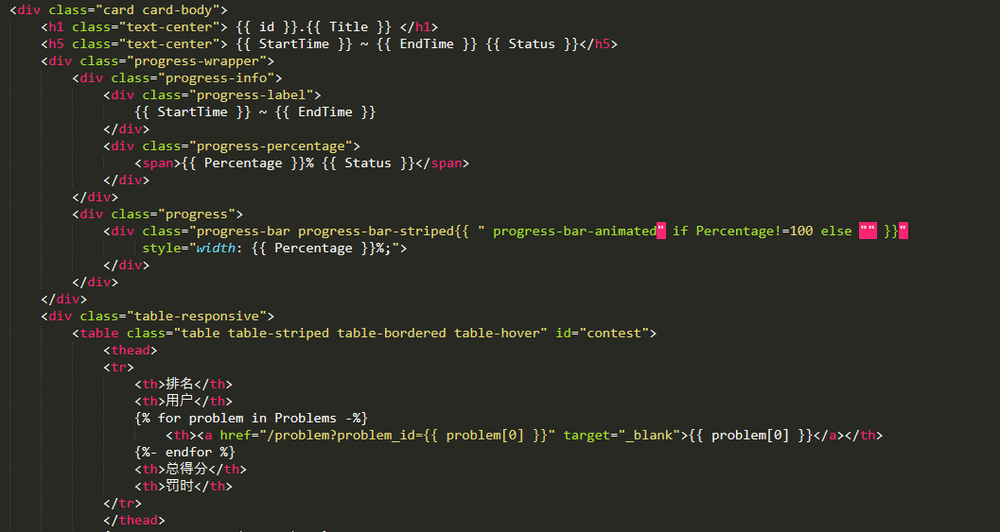 <div class="card card-body">
<h1 class="text-center"> {{ id }}.{{ Title }} </h1>
<h5 class="text-center"> {{ StartTime }} ~ {{ EndTime }} {{ Status }}</h5>
<div class="progress-wrapper">
<div class="progress-info">
<div class="progress-label">
{{ StartTime }} ~ {{ EndTime }}
</div>
<div class="progress-percentage">
<span>{{ Percentage }}% {{ Status }}</span>
</div>
</div>
<div class="progress">
<div class="progress-bar progress-bar-striped{{ " progress-bar-animated" if Percentage!=100 else "" }}"
style="width: {{ Percentage }}%;">
</div>
</div>
</div>
<div class="table-responsive">
<table class="table table-striped table-bordered table-hover" id="contest">
<thead>
<tr>
<th>排名</th>
<th>用户</th>
{% for problem in Problems -%}
<th><a href="/problem?problem_id={{ problem[0] }}" target="_blank">{{ problem[0] }}</a></th>
{%- endfor %}
<th>总得分</th>
<th>罚时</th>
</tr>
</thead>